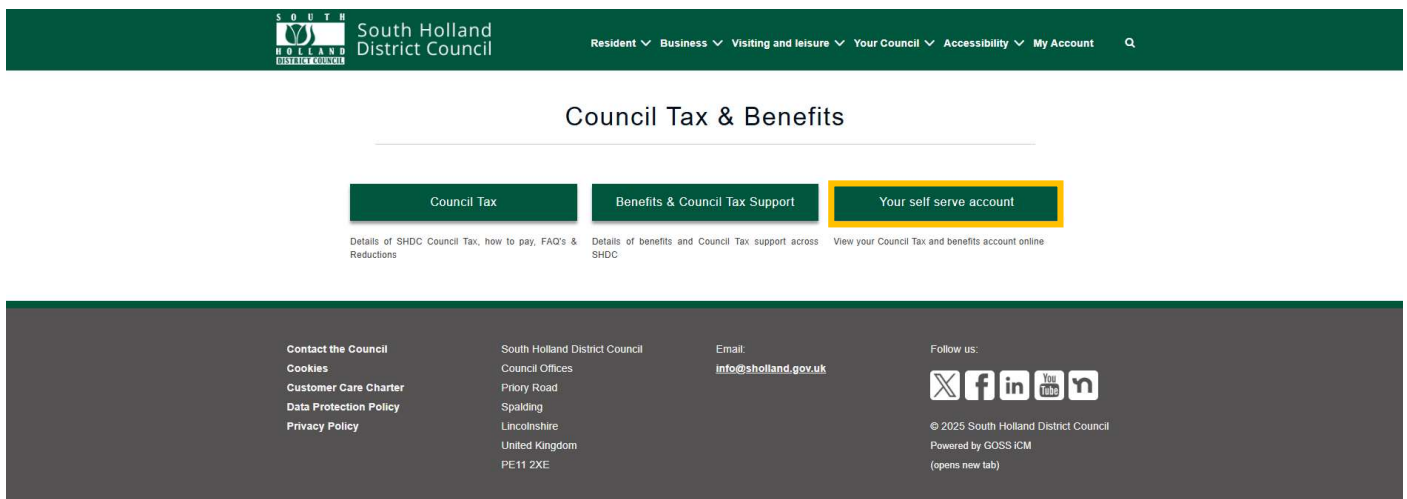 SOUTH
HOLLAND
DISTRICT COUNCIL
South Holland
District Council
Resident Business Visiting and leisure Your Council Accessibility My Account
Council Tax & Benefits
Council Tax
Benefits & Council Tax Support
Your self serve account
Details of SHDC Council Tax, how to pay, FAQ's &
Reductions
Details of benefits and Council Tax support across
SHDC
View your Council Tax and benefits account online
Contact the Council
Cookies
Customer Care Charter
Data Protection Policy
Privacy Policy
South Holland District Council
Council Offices
Priory Road
Spalding
Lincolnshire
United Kingdom
PE11 2XE
Email:
info@sholland.gov.uk
Follow us:
X f in You Tube n
© 2025 South Holland District Council
Powered by GOSS iCM
(opens new tab)